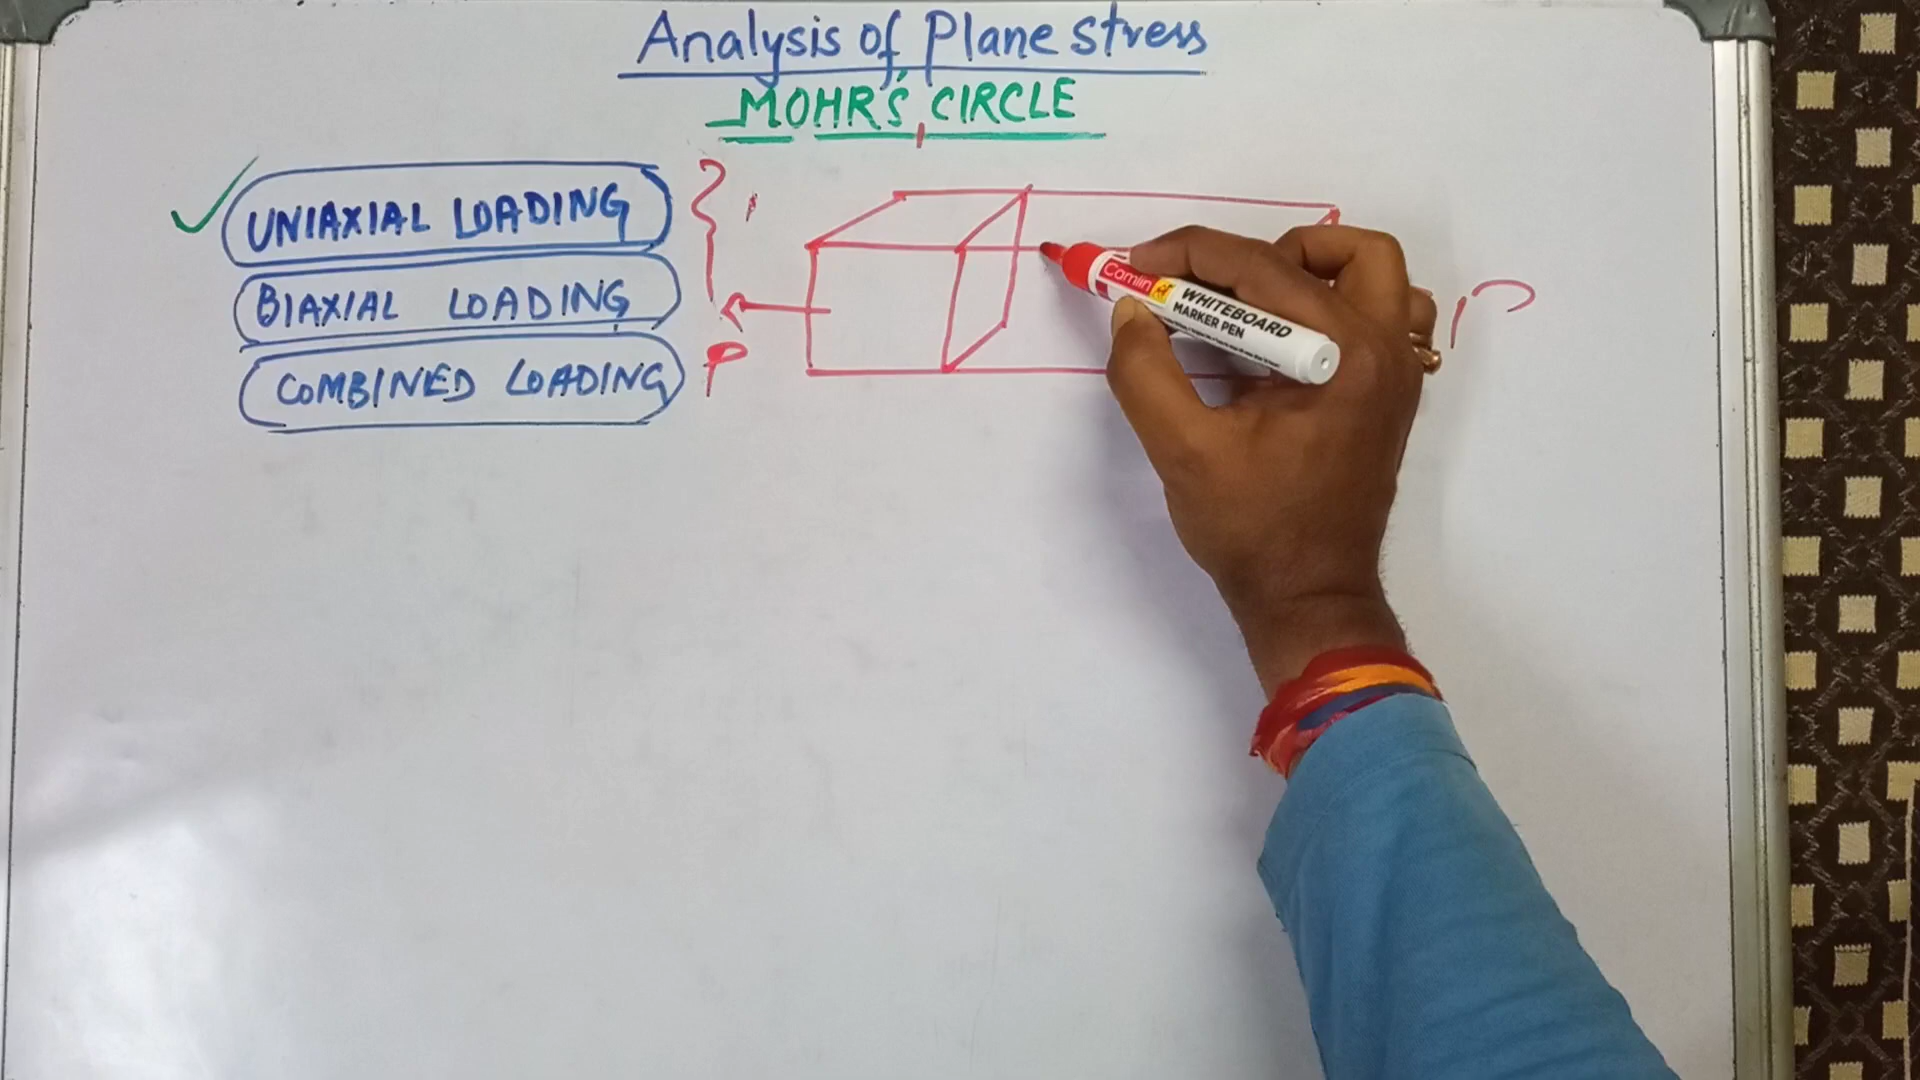 Analysis of Plane stress
MOHR'S CIRCLE
UNIAXIAL LOADING
BIAXIAL LOADING
COMBINED LOADING
P
P
Camlin
WHITEBOARD
MARKER PEN